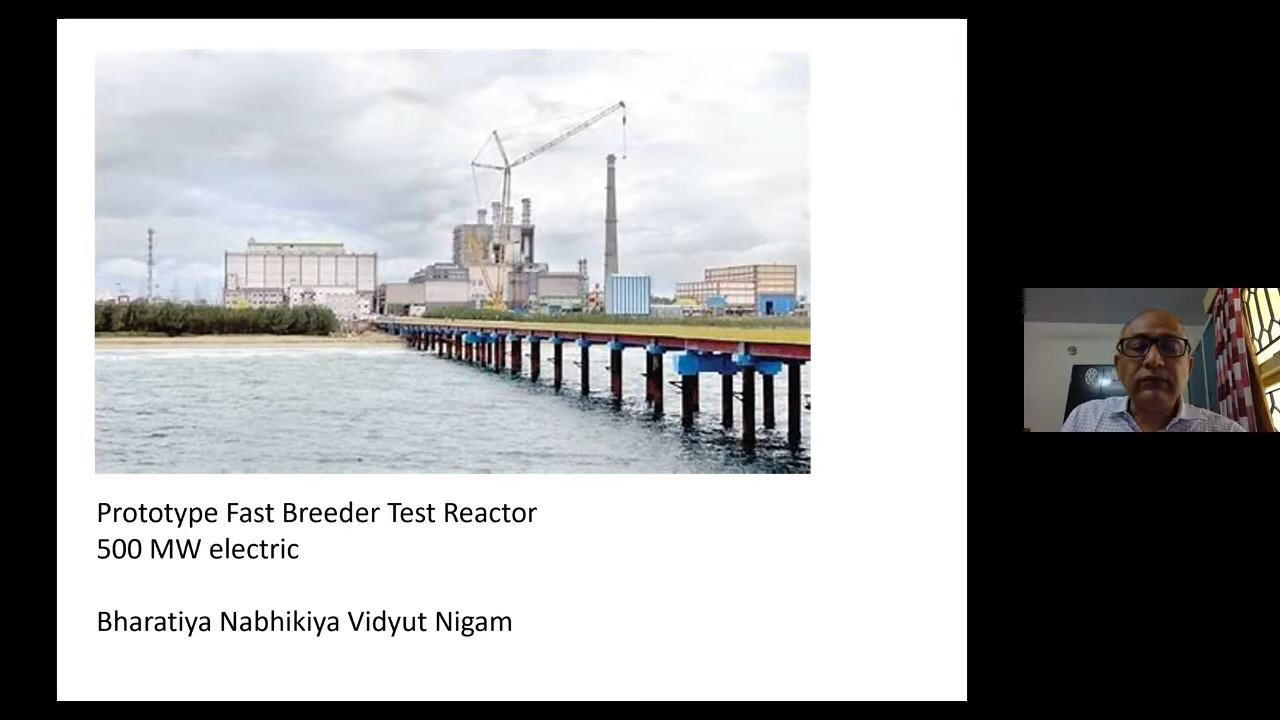 Prototype Fast Breeder Test Reactor
500 MW electric
Bharatiya Nabhikiya Vidyut Nigam